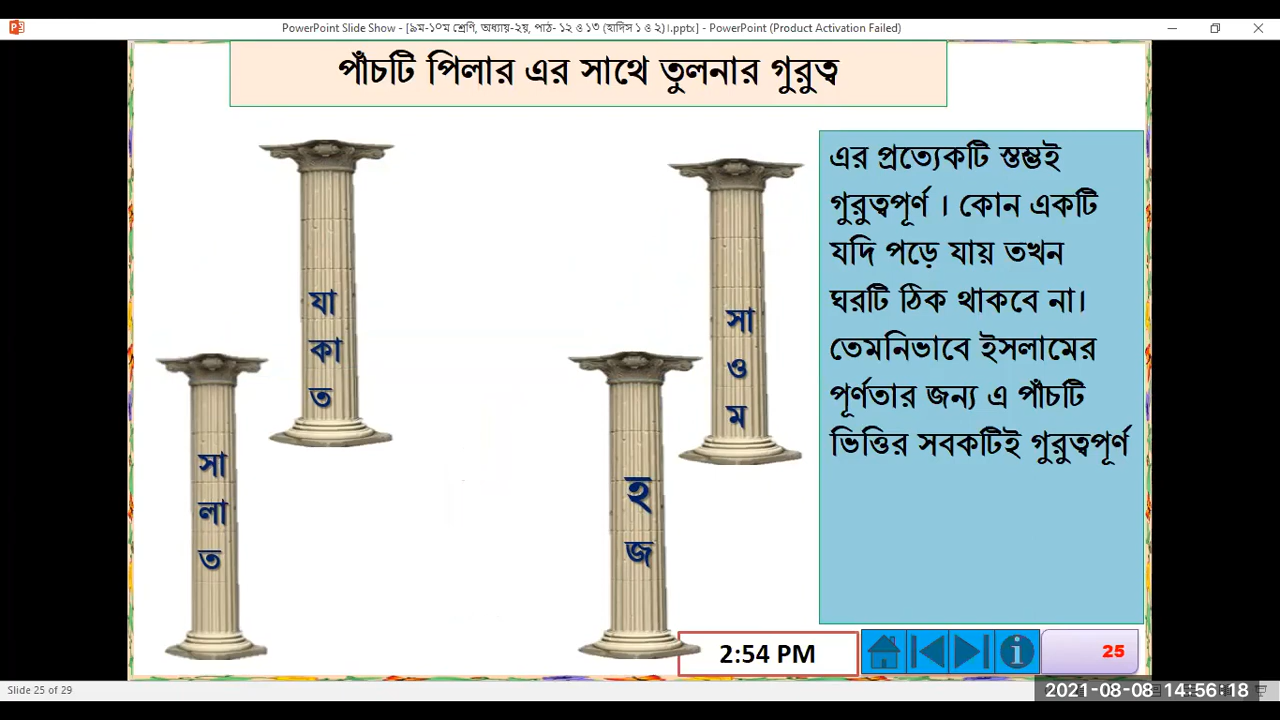 PowerPoint Slide Show - [৯ম-১০ম শ্রেণি, অধ্যায়-২য়, পাঠ- ১২ ও ১৩ (হাদিস ১ ও ২)।.pptx] - PowerPoint (Product Activation Failed)
পাঁচটি পিলার এর সাথে তুলনার গুরুত্ব
যা
কা
ত
সা
ও
ম
সা
লা
ত
হ
জ
এর প্রত্যেকটি স্তম্ভই
গুরুত্বপূর্ণ । কোন একটি
যদি পড়ে যায় তখন
ঘরটি ঠিক থাকবে না।
তেমনিভাবে ইসলামের
পূর্ণতার জন্য এ পাঁচটি
ভিত্তির সবকটিই গুরুত্বপূর্ণ
2:54 PM
25
Slide 25 of 29
2021-08-08 14:56:18